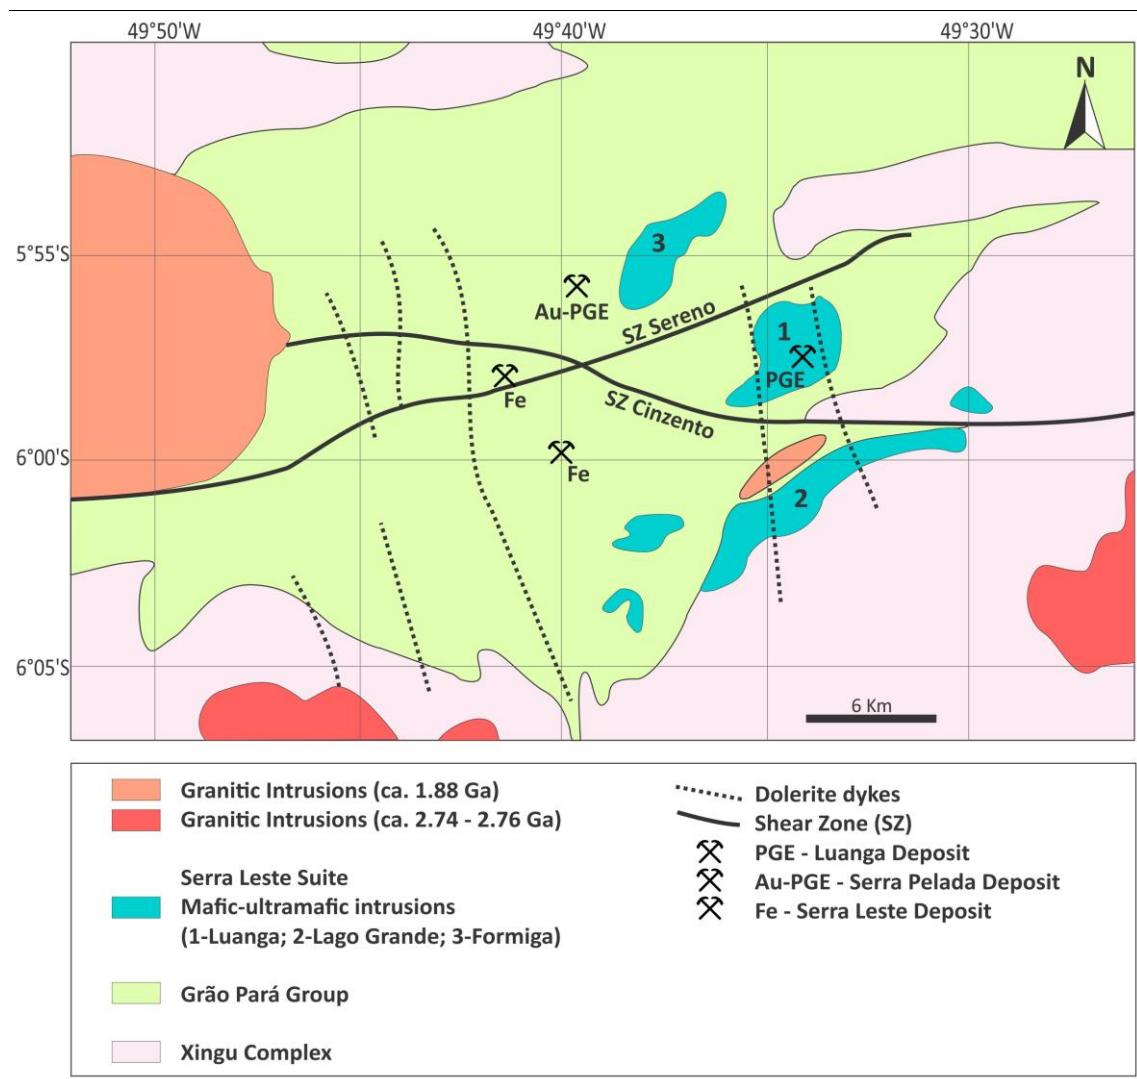 49°50'W
49°40'W
49°30'W
N
5°55'S
6°00'S
6°05'S
3
Au-PGE
SZ Sereno
1
PGE
Fe
SZ Cinzento
Fe
2
6 Km
Granitic Intrusions (ca. 1.88 Ga)
Granitic Intrusions (ca. 2.74 - 2.76 Ga)
Serra Leste Suite
Mafic-ultramafic intrusions
(1-Luanga; 2-Lago Grande; 3-Formiga)
Grão Pará Group
Xingu Complex
Dolerite dykes
Shear Zone (SZ)
PGE - Luanga Deposit
Au-PGE - Serra Pelada Deposit
Fe - Serra Leste Deposit